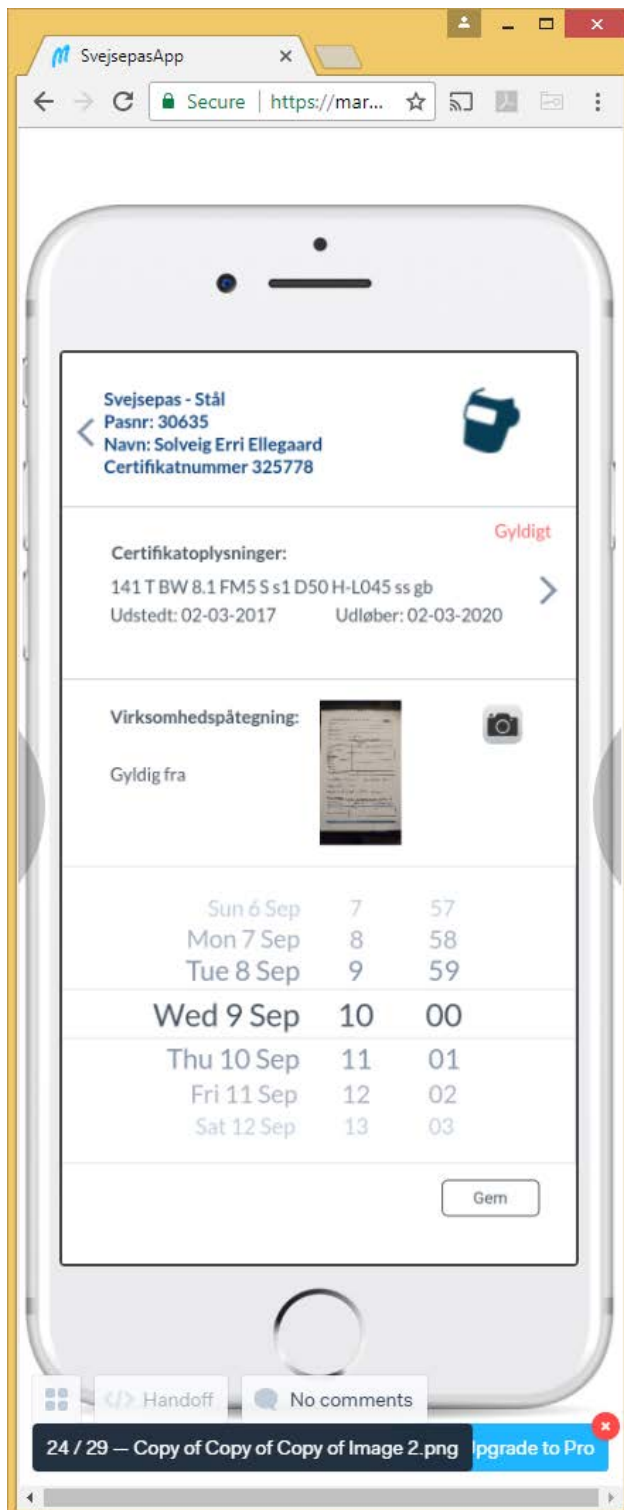 SvejsepasApp
Secure | https://mar...
Svejsepas - Stål
Pasnr: 30635
Navn: Solveig Erri Ellegaard
Certifikatnummer 325778
Gyldigt
Certifikatoplysninger:
141 T BW 8.1 FM5 S s1 D50 H-L045 ss gb
Udstedt: 02-03-2017 Udløber: 02-03-2020
Virksomhedspåtegning:
Gyldig fra
Sun 6 Sep 7 57
Mon 7 Sep 8 58
Tue 8 Sep 9 59
Wed 9 Sep 10 00
Thu 10 Sep 11 01
Fri 11 Sep 12 02
Sat 12 Sep 13 03
Gem
</> Handoff No comments
24 / 29 — Copy of Copy of Copy of Image 2.png Upgrade to Pro